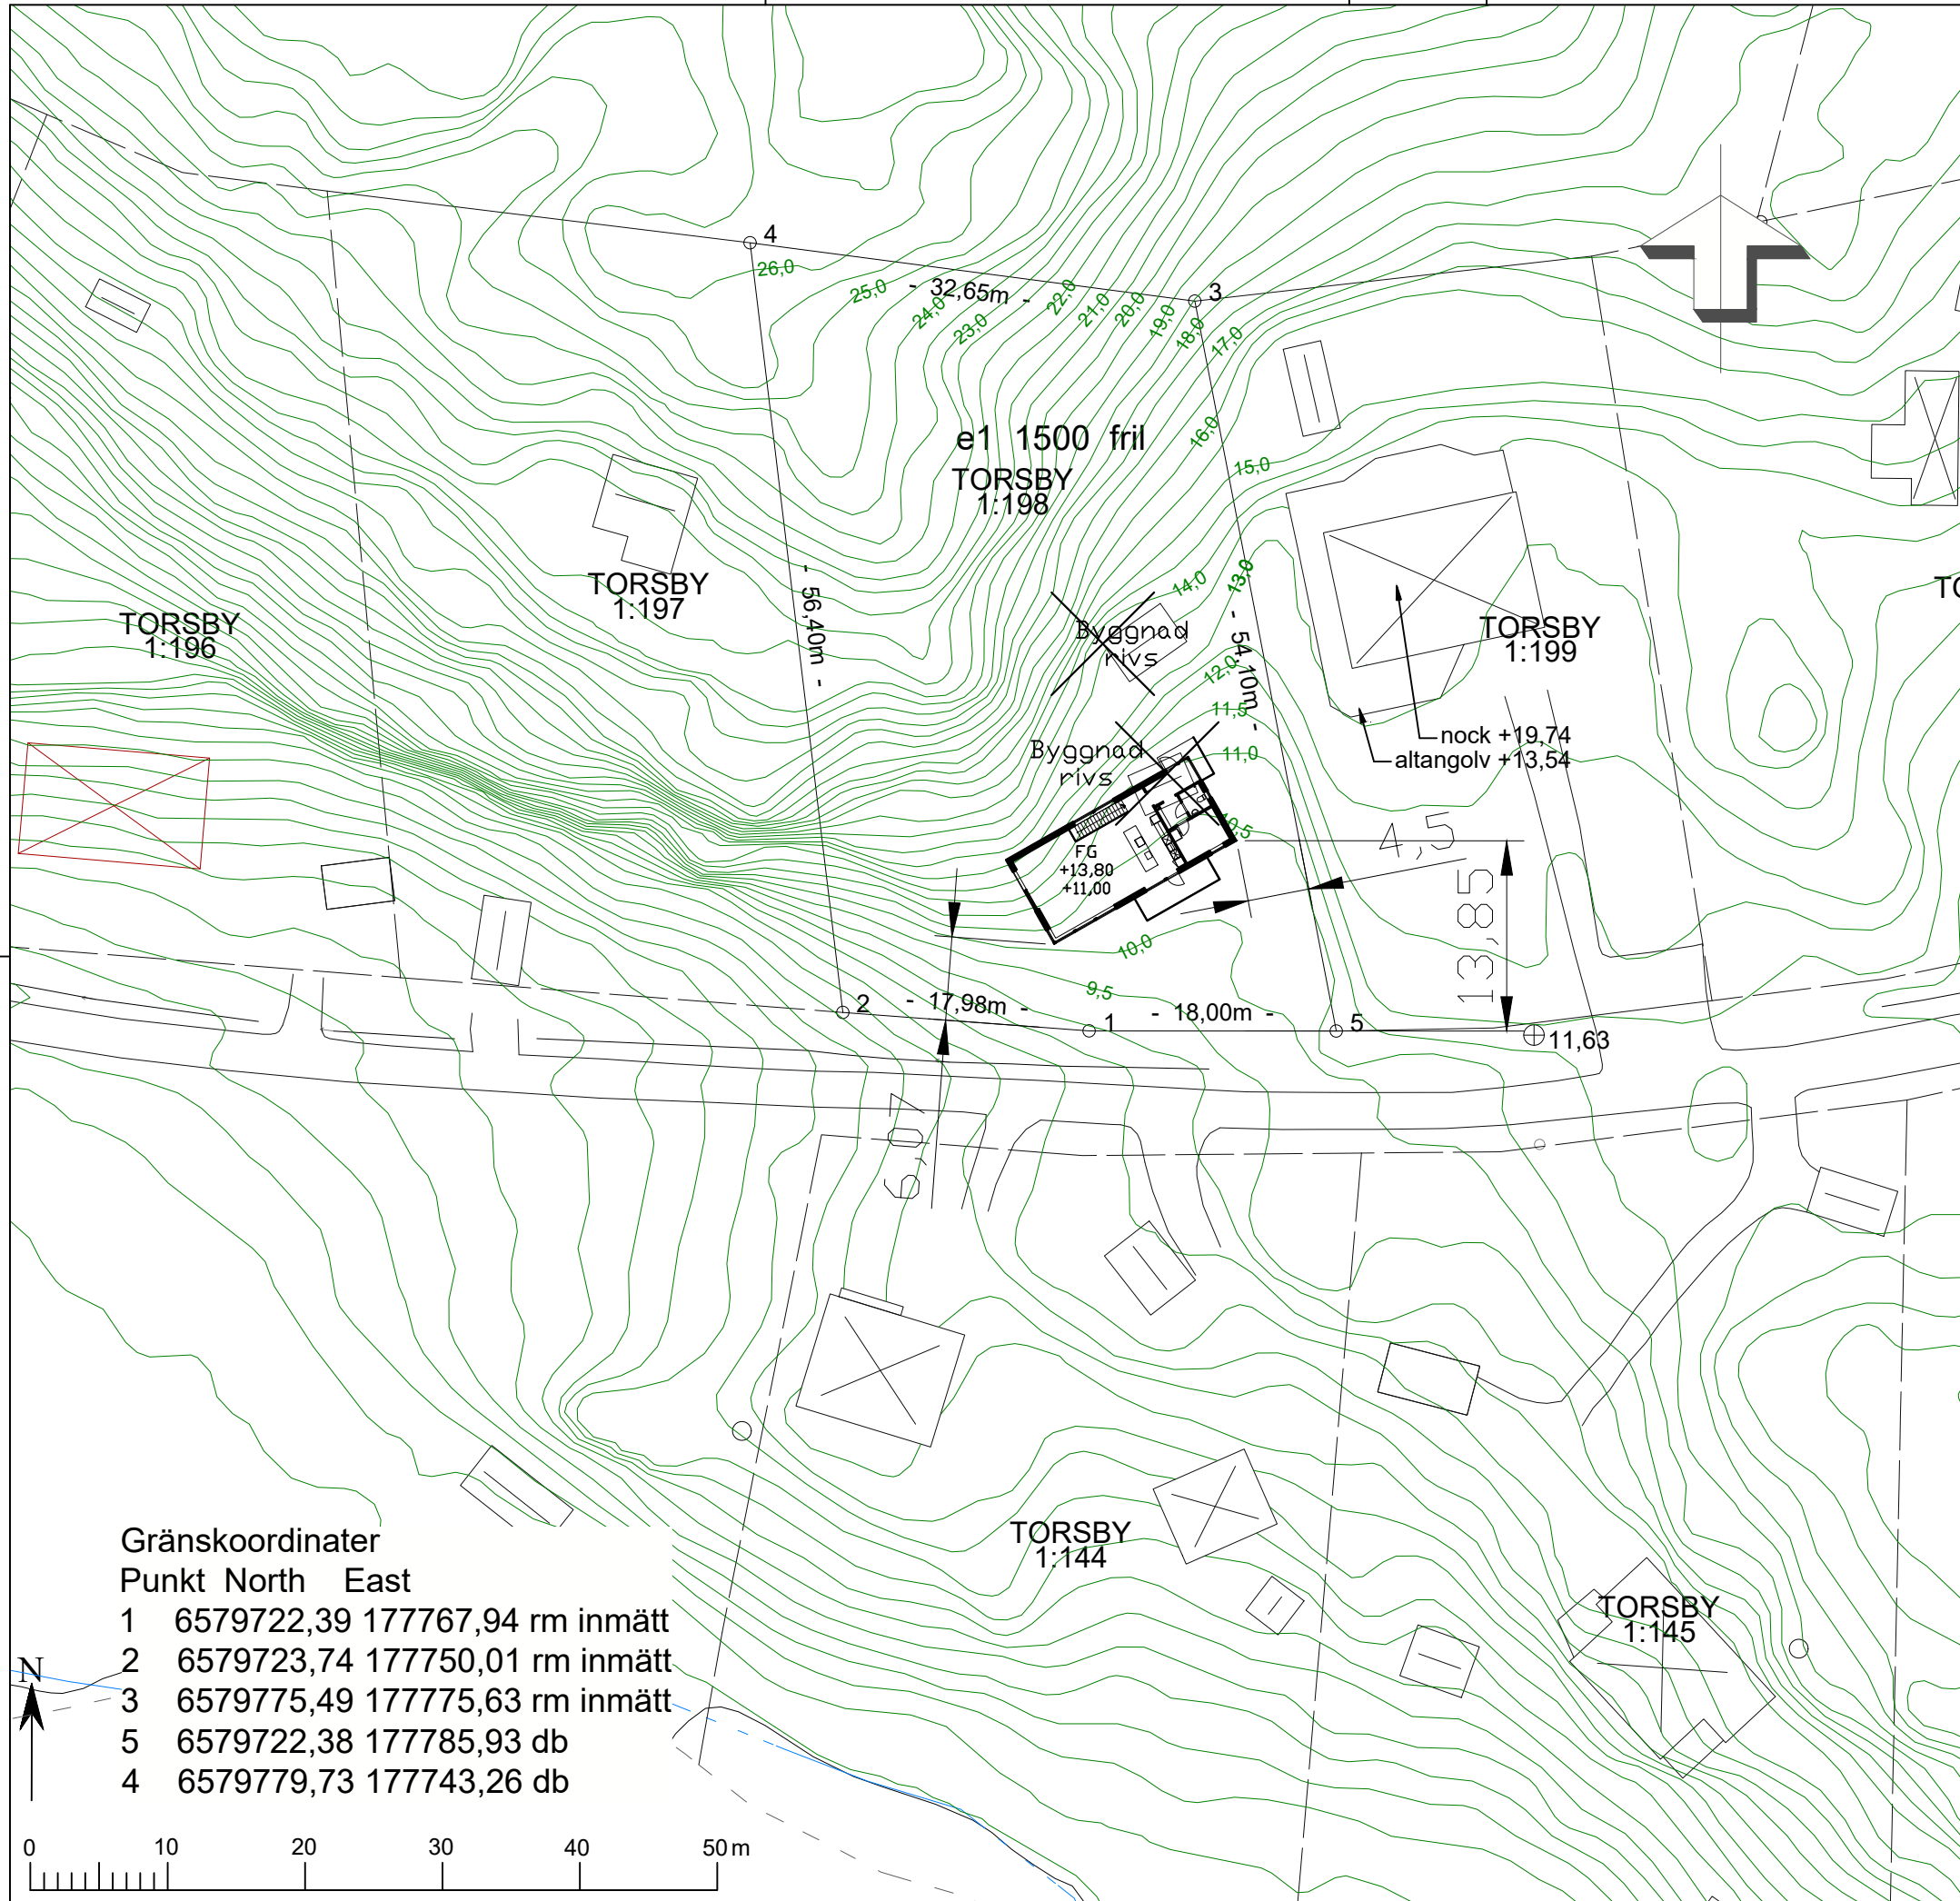 4
26,0
25,0
- 32,65m -
24,0
23,0
22,0
21,0
20,0
19,0
18,0
17,0
3
16,0
15,0
e1 1500 fril
TORSBY
1:198
TORSBY
1:197
TORSBY
1:196
- 56,40m -
14,0
13,0
Byggnad
rivs
- 54,10m -
12,0
11,5
11,0
TORSBY
1:199
nock +19,74
altangolv +13,54
Byggnad
rivs
10,5
FG
+13,80
+11,00
4,5
13,85
10,0
9,5
2
- 17,98m -
1
- 18,00m -
5
11,63
6,07
TORSBY
1:144
TORSBY
1:145
Gränskoordinater
Punkt North East
1 6579722,39 177767,94 rm inmätt
2 6579723,74 177750,01 rm inmätt
3 6579775,49 177775,63 rm inmätt
5 6579722,38 177785,93 db
4 6579779,73 177743,26 db
N
0 10 20 30 40 50m